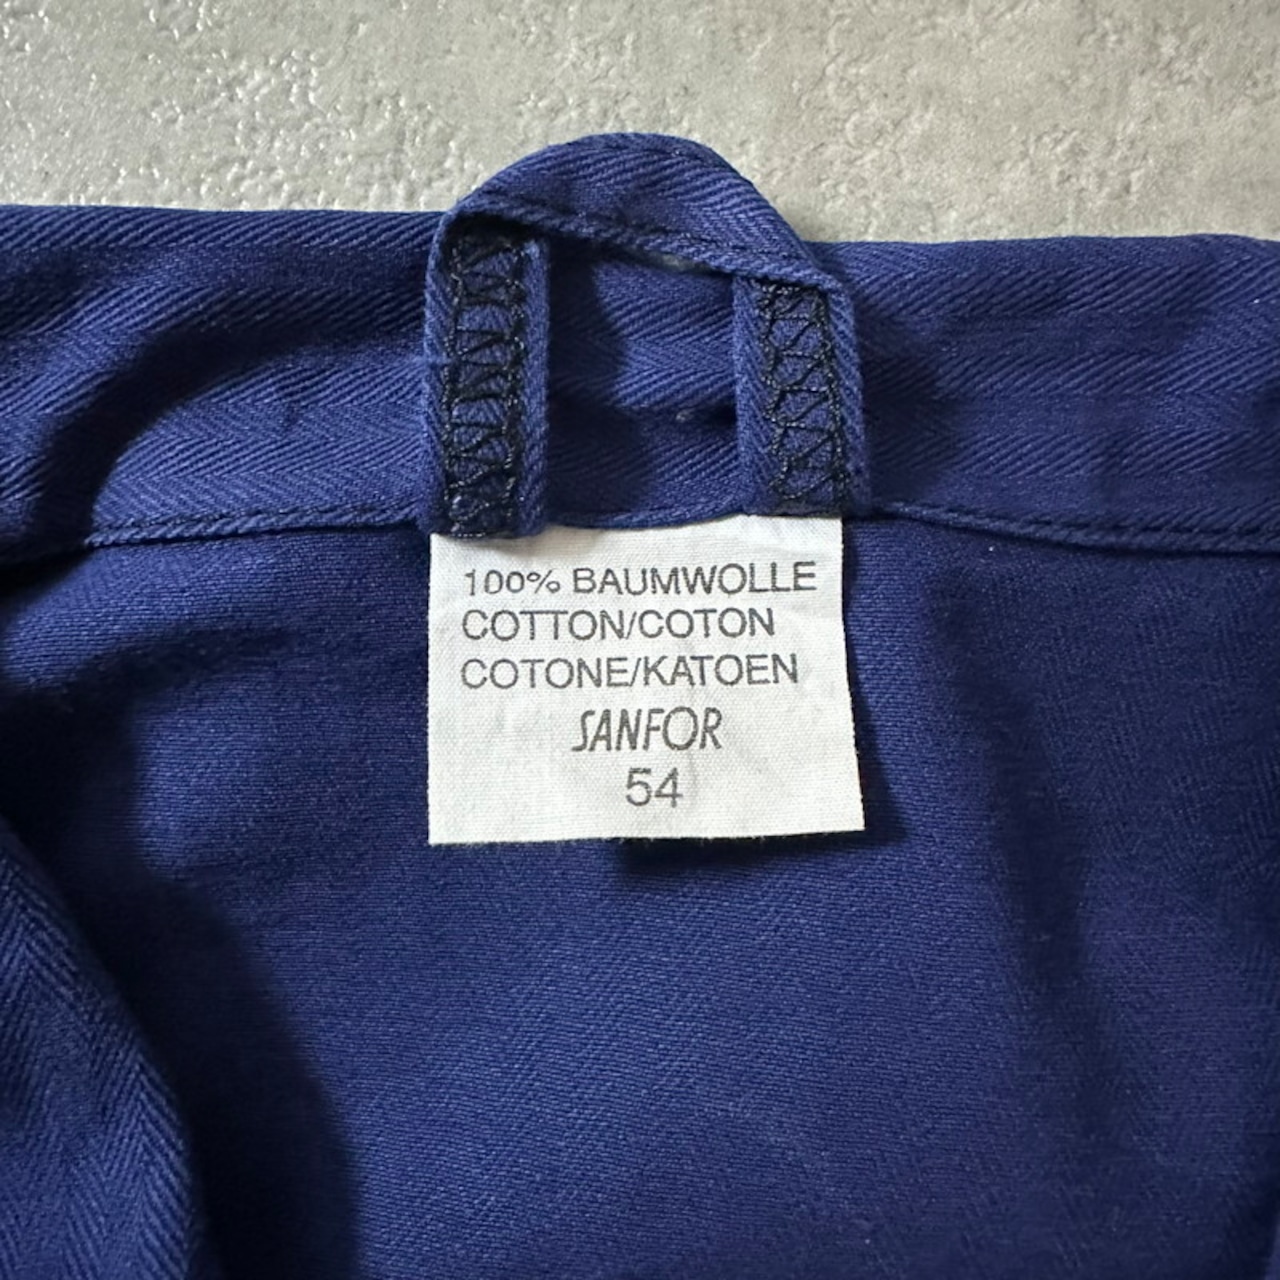 100% BAUMWOLLE
COTTON/COTON
COTONE/KATOEN
SANFOR
54